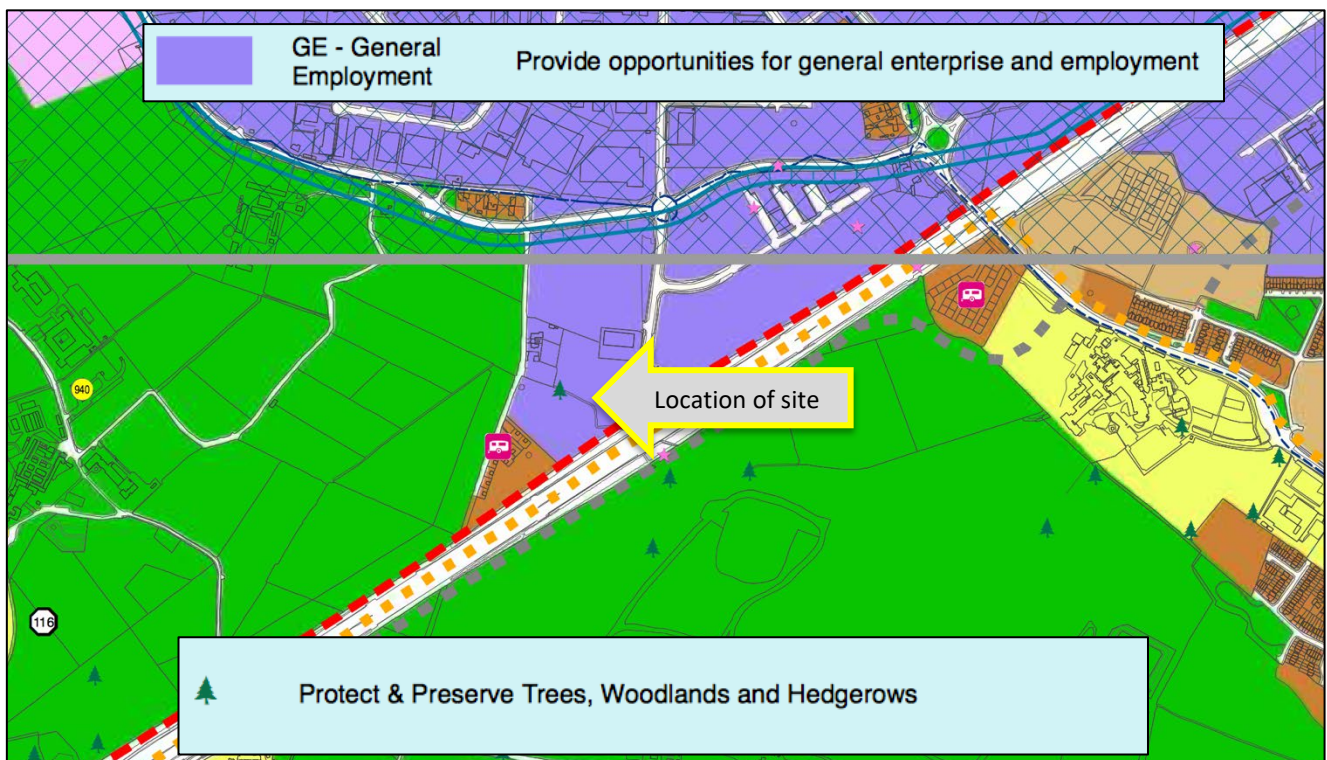 GE - General Employment Provide opportunities for general enterprise and employment
940
Location of site
116
Protect & Preserve Trees, Woodlands and Hedgerows